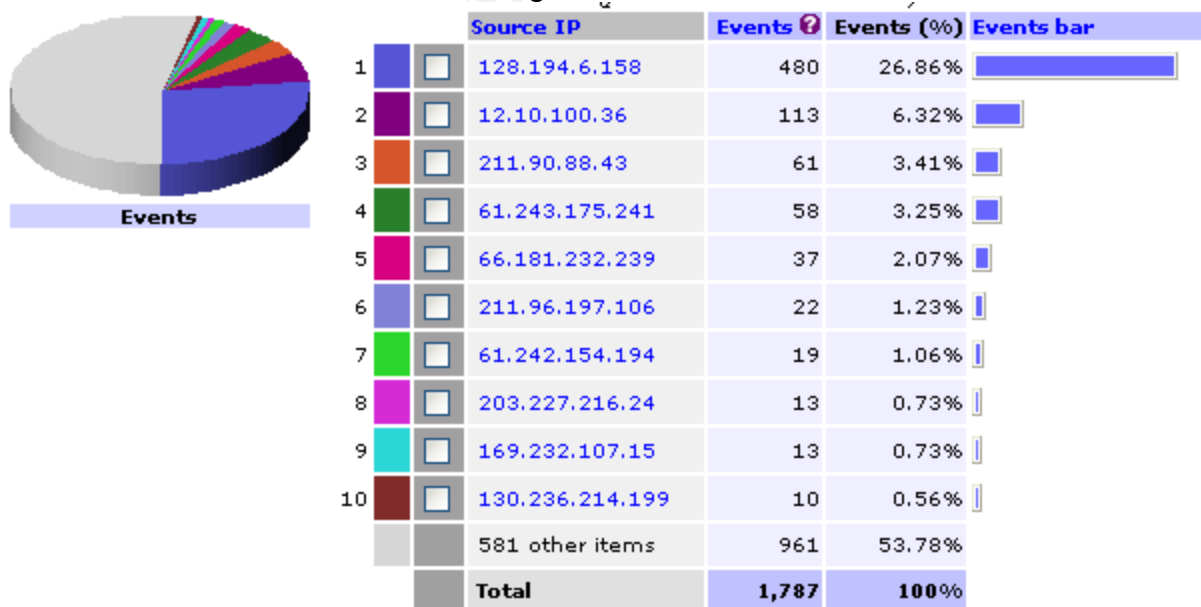 Source IP Events ? Events (%) Events bar
1 128.194.6.158 480 26.86%
2 12.10.100.36 113 6.32%
3 211.90.88.43 61 3.41%
4 61.243.175.241 58 3.25%
5 66.181.232.239 37 2.07%
6 211.96.197.106 22 1.23%
7 61.242.154.194 19 1.06%
8 203.227.216.24 13 0.73%
9 169.232.107.15 13 0.73%
10 130.236.214.199 10 0.56%
581 other items 961 53.78%
Total 1,787 100%
Events